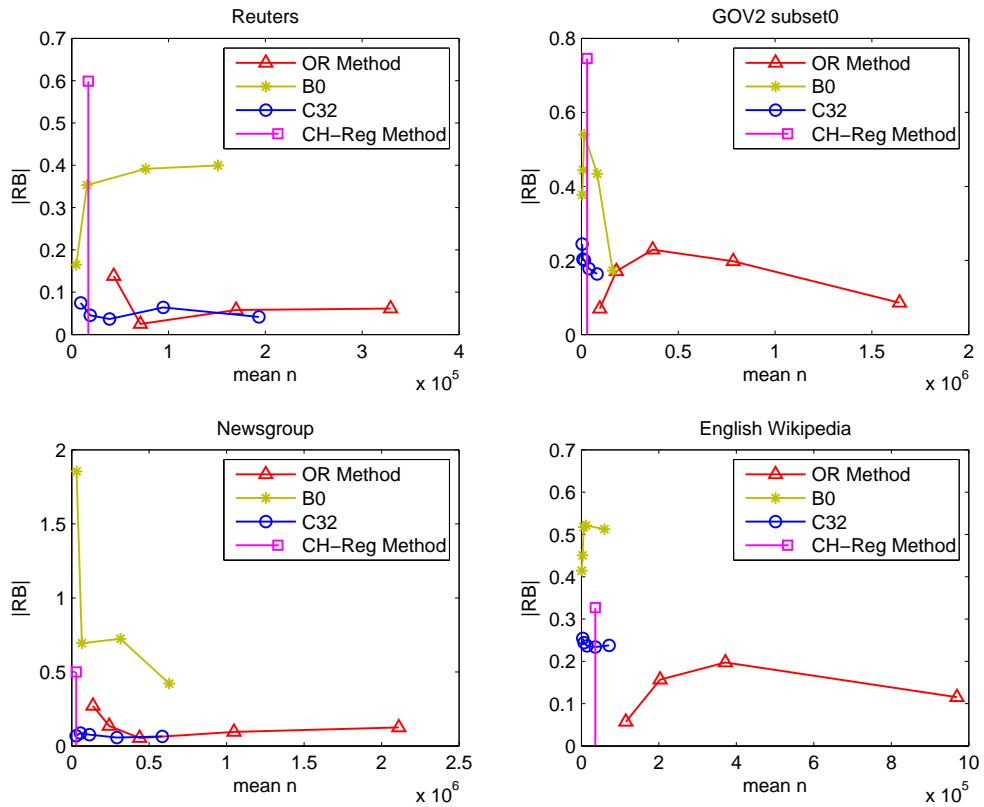 Reuters
0.7
0.6
0.5
0.4
0.3
0.2
0.1
0
|RB|
OR Method
B0
C32
CH−Reg Method
0
1
2
3
4
x 10^5
mean n
GOV2 subset0
0.8
0.6
0.4
0.2
0
|RB|
OR Method
B0
C32
CH−Reg Method
0
0.5
1
1.5
2
x 10^6
mean n
Newsgroup
2
1.5
1
0.5
0
|RB|
OR Method
B0
C32
CH−Reg Method
0
0.5
1
1.5
2
2.5
x 10^6
mean n
English Wikipedia
0.7
0.6
0.5
0.4
0.3
0.2
0.1
0
|RB|
OR Method
B0
C32
CH−Reg Method
0
2
4
6
8
10
x 10^5
mean n